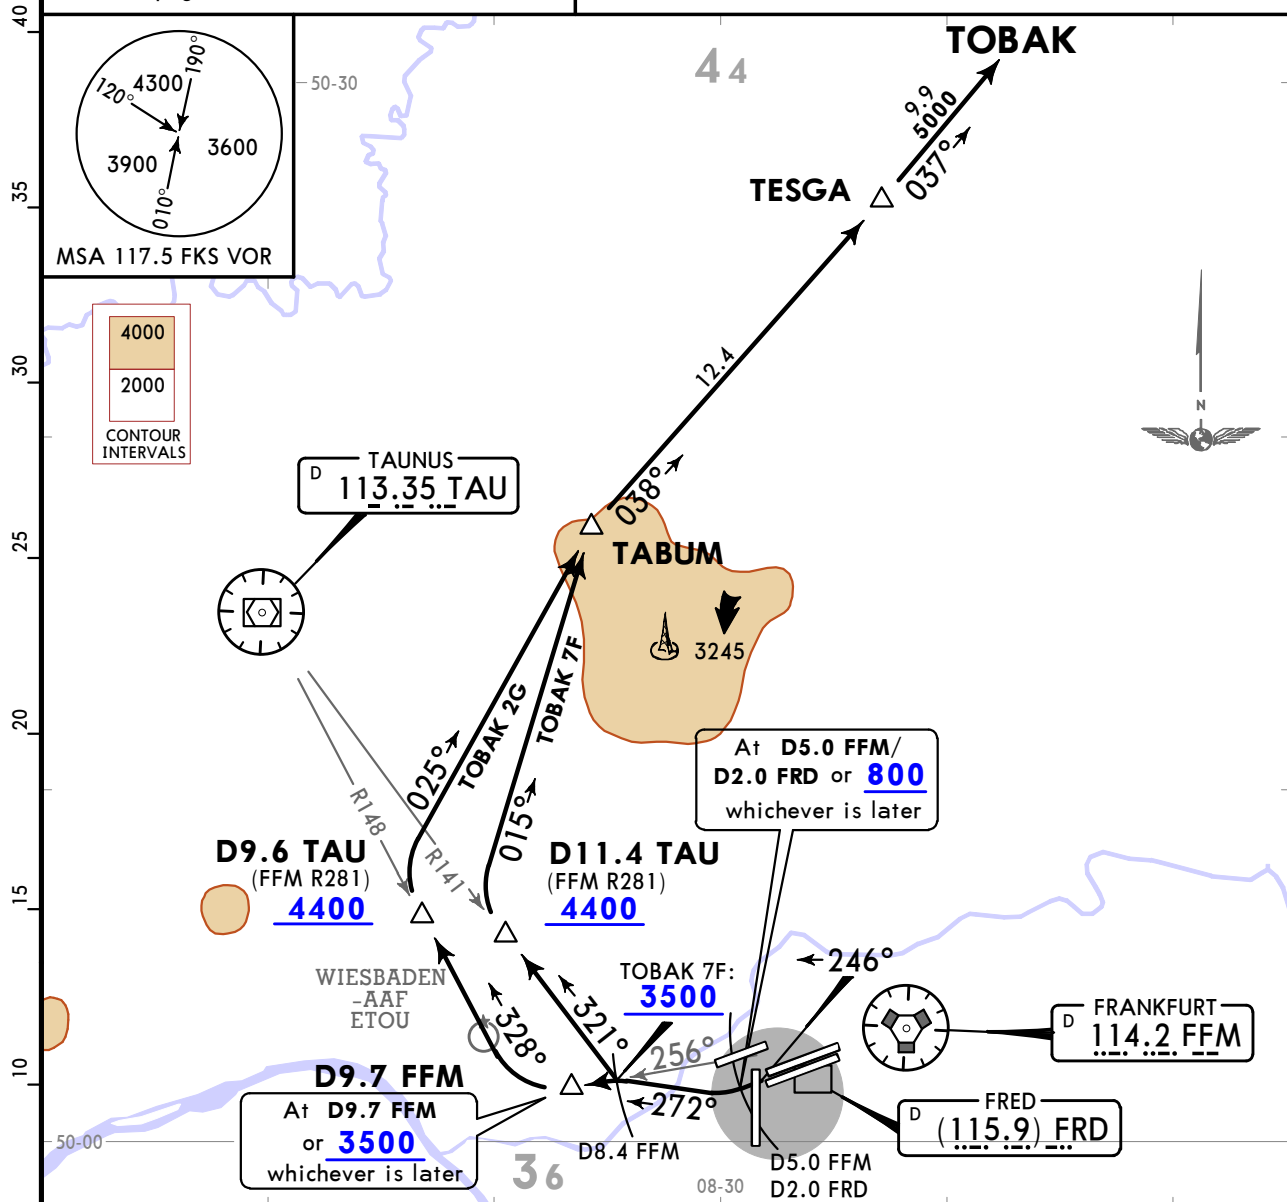 40
35
30
25
20
15
10
120°
4300
190°
3900
3600
010°
MSA 117.5 FKS VOR
50-30
44
TOBAK
9.9
5000
037°
TESGA
4000
2000
CONTOUR
INTERVALS
12.4
N
TAUNUS
D 113.35 TAU
038°
TABUM
3245
TOBAK 2G
TOBAK 7F
025°
015°
At D5.0 FFM/
D2.0 FRD or 800
whichever is later
R148
R141
D9.6 TAU
(FFM R281)
4400
D11.4 TAU
(FFM R281)
4400
WIESBADEN
-AAF
ETOU
328°
321°
TOBAK 7F:
3500
246°
256°
272°
FRANKFURT
D 114.2 FFM
D9.7 FFM
At D9.7 FFM
or 3500
whichever is later
FRED
D (115.9) FRD
50-00
D8.4 FFM
D5.0 FFM
D2.0 FRD
36
08-30